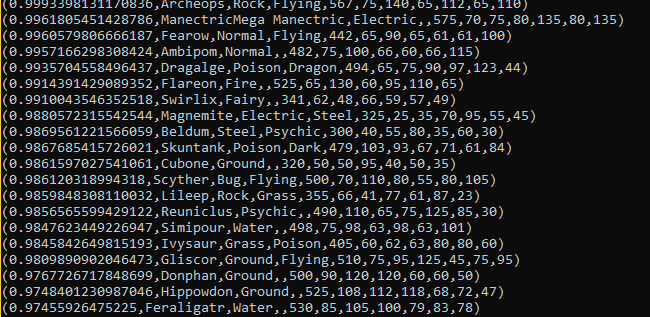 (0.9993398131170836,Archeops,Rock,Flying,567,75,140,65,112,65,110)
(0.9961805451428786,ManectricMega Manectric,Electric,,575,70,75,80,135,80,135)
(0.9960579806666187,Fearow,Normal,Flying,442,65,90,65,61,61,100)
(0.9957166298308424,Ambipom,Normal,,482,75,100,66,60,66,115)
(0.9935704558496437,Dragalge,Poison,Dragon,494,65,75,90,97,123,44)
(0.9914391429089352,Flareon,Fire,,525,65,130,60,95,110,65)
(0.9910043546352518,Swirlix,Fairy,,341,62,48,66,59,57,49)
(0.9880572315542544,Magnemite,Electric,Steel,325,25,35,70,95,55,45)
(0.9869561221566059,Beldum,Steel,Psychic,300,40,55,80,35,60,30)
(0.9867685415726021,Skuntank,Poison,Dark,479,103,93,67,71,61,84)
(0.9861597027541061,Cubone,Ground,,320,50,50,95,40,50,35)
(0.986120318994318,Scyther,Bug,Flying,500,70,110,80,55,80,105)
(0.9859848308110032,Lileep,Rock,Grass,355,66,41,77,61,87,23)
(0.9856565599429122,Reuniclus,Psychic,,490,110,65,75,125,85,30)
(0.9847623449226947,Simipour,Water,,498,75,98,63,98,63,101)
(0.9845842649815193,Ivysaur,Grass,Poison,405,60,62,63,80,80,60)
(0.9809890902046473,Gliscor,Ground,Flying,510,75,95,125,45,75,95)
(0.9767726717848699,Donphan,Ground,,500,90,120,120,60,60,50)
(0.9748401230987046,Hippowdon,Ground,,525,108,112,118,68,72,47)
(0.97455926475225,Feraligatr,Water,,530,85,105,100,79,83,78)